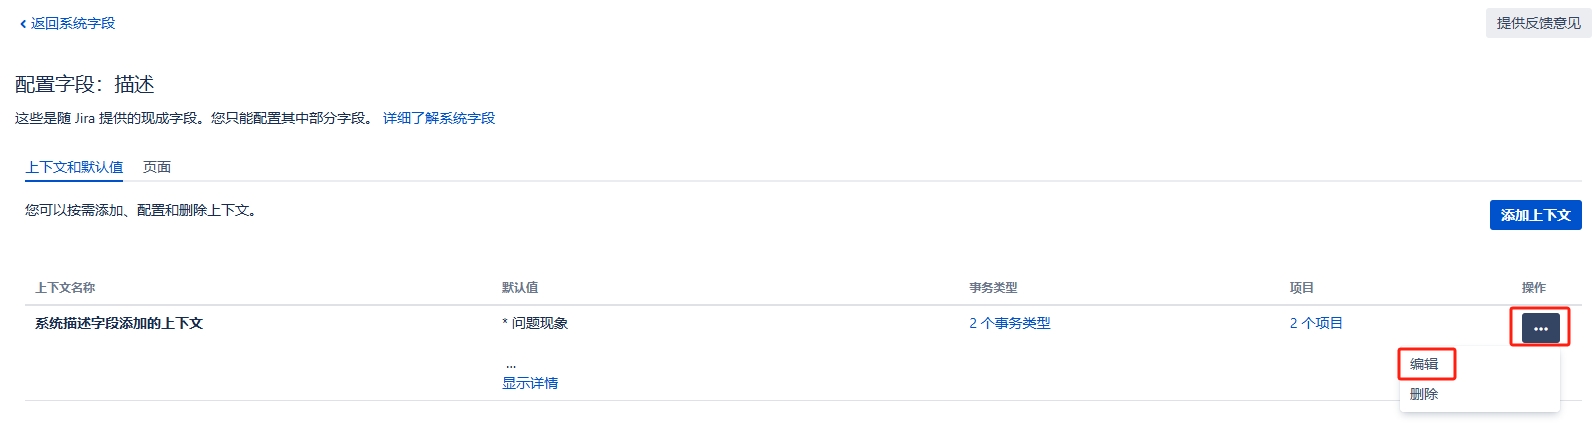 返回系统字段
提供反馈意见
配置字段：描述
这些是随 Jira 提供的现成字段。您只能配置其中部分字段。 详细了解系统字段
上下文和默认值 页面
您可以按需添加、配置和删除上下文。
添加上下文
上下文名称 默认值 事务类型 项目 操作
系统描述字段添加的上下文 * 问题现象 2 个事务类型 2 个项目 ...
...
显示详情
编辑
删除